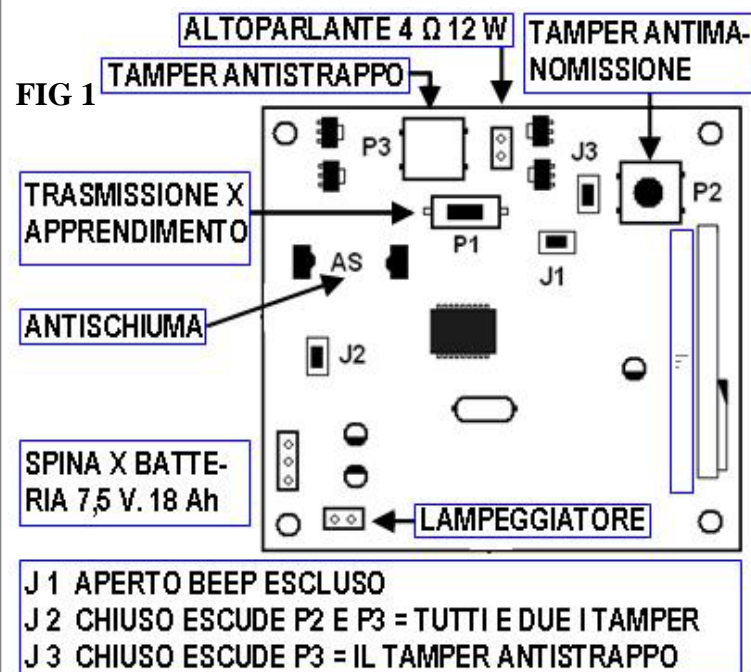 ALTOPARLANTE 4 Ω 12 W
TAMPER ANTIMA-
NOMISSIONE
TAMPER ANTISTRAPPO
FIG 1
P3
J3
P2
TRASMISSIONE X
APPRENDIMENTO
P1
J1
AS
ANTISCHIUMA
J2
SPINA X BATTE-
RIA 7,5 V. 18 Ah
LAMPEGGIATORE
J 1 APERTO BEEP ESCLUSO
J 2 CHIUSO ESCUDE P2 E P3 = TUTTI E DUE I TAMPER
J 3 CHIUSO ESCUDE P3 = IL TAMPER ANTISTRAPPO